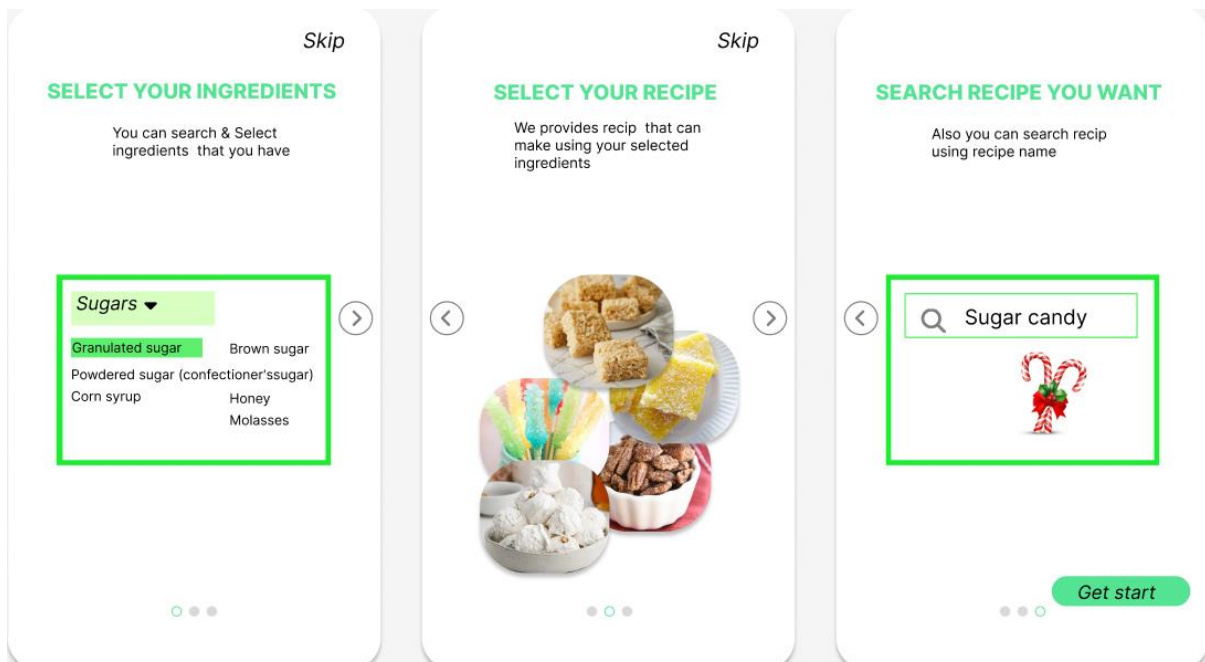 Skip
SELECT YOUR INGREDIENTS
You can search & Select
ingredients that you have
Sugars
Granulated sugar
Brown sugar
Powdered sugar (confectioner'ssugar)
Corn syrup
Honey
Molasses
Skip
SELECT YOUR RECIPE
We provides recip that can
make using your selected
ingredients
SEARCH RECIPE YOU WANT
Also you can search recip
using recipe name
Sugar candy
Get start